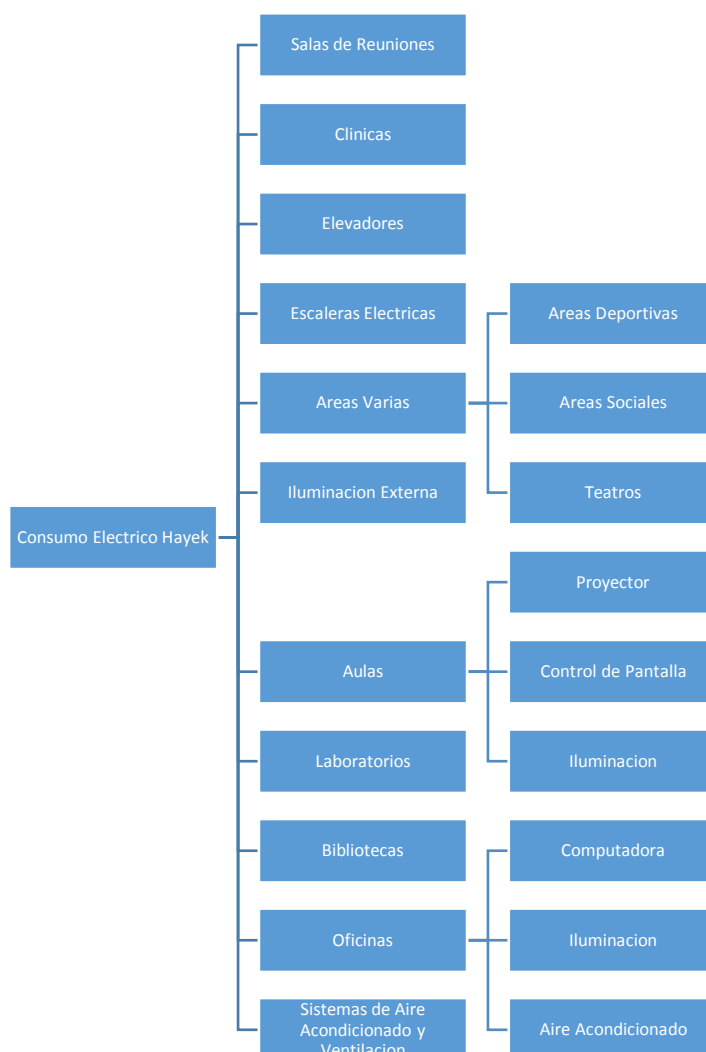 Consumo Electrico Hayek
Salas de Reuniones
Clinicas
Elevadores
Escaleras Electricas
Areas Varias
Areas Deportivas
Areas Sociales
Teatros
Iluminacion Externa
Aulas
Proyector
Control de Pantalla
Iluminacion
Laboratorios
Bibliotecas
Oficinas
Computadora
Iluminacion
Aire Acondicionado
Sistemas de Aire
Acondicionado y
Ventilacion